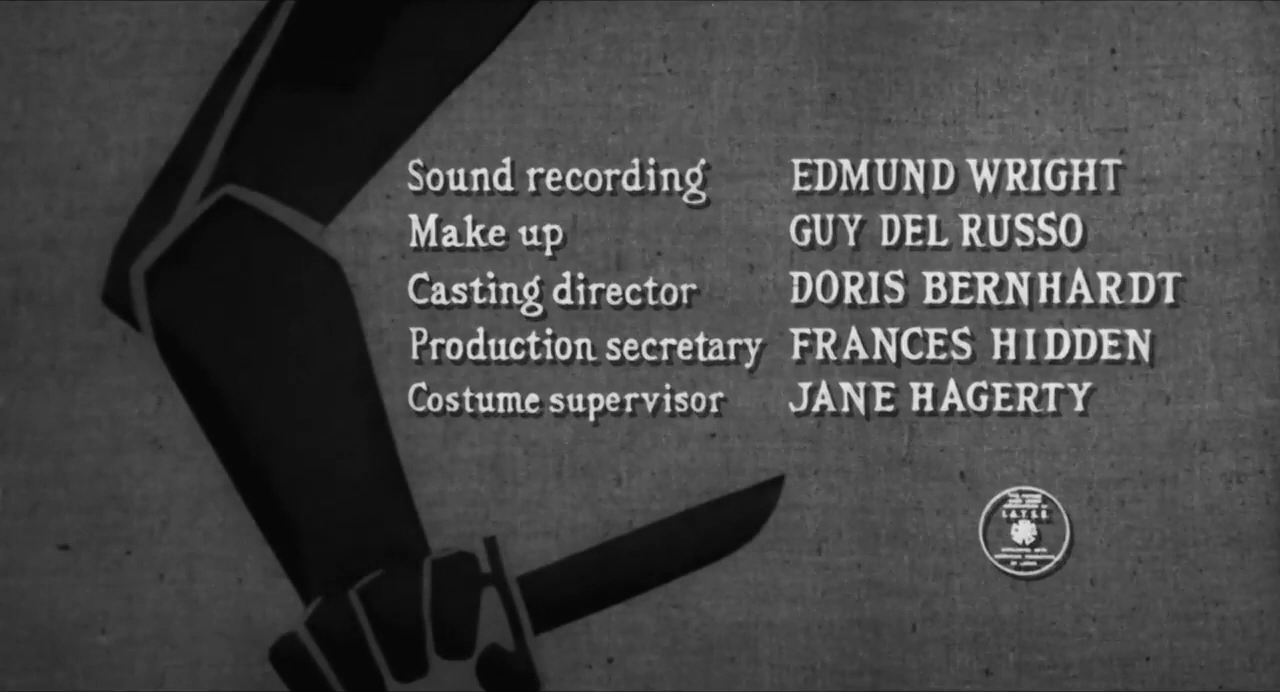 Sound recording EDMUND WRIGHT
Make up GUY DEL RUSSO
Casting director DORIS BERNHARDT
Production secretary FRANCES HIDDEN
Costume supervisor JANE HAGERTY
I.A.T.S.E.